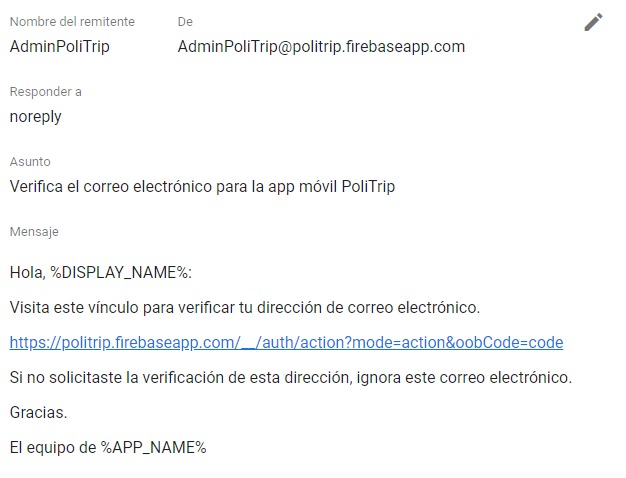 Nombre del remitente De
AdminPoliTrip AdminPoliTrip@politrip.firebaseapp.com
Responder a
noreply
Asunto
Verifica el correo electrónico para la app móvil PoliTrip
Mensaje
Hola, %DISPLAY_NAME%:
Visita este vínculo para verificar tu dirección de correo electrónico.
https://politrip.firebaseapp.com/__/auth/action?mode=action&oobCode=code
Si no solicitaste la verificación de esta dirección, ignora este correo electrónico.
Gracias.
El equipo de %APP_NAME%